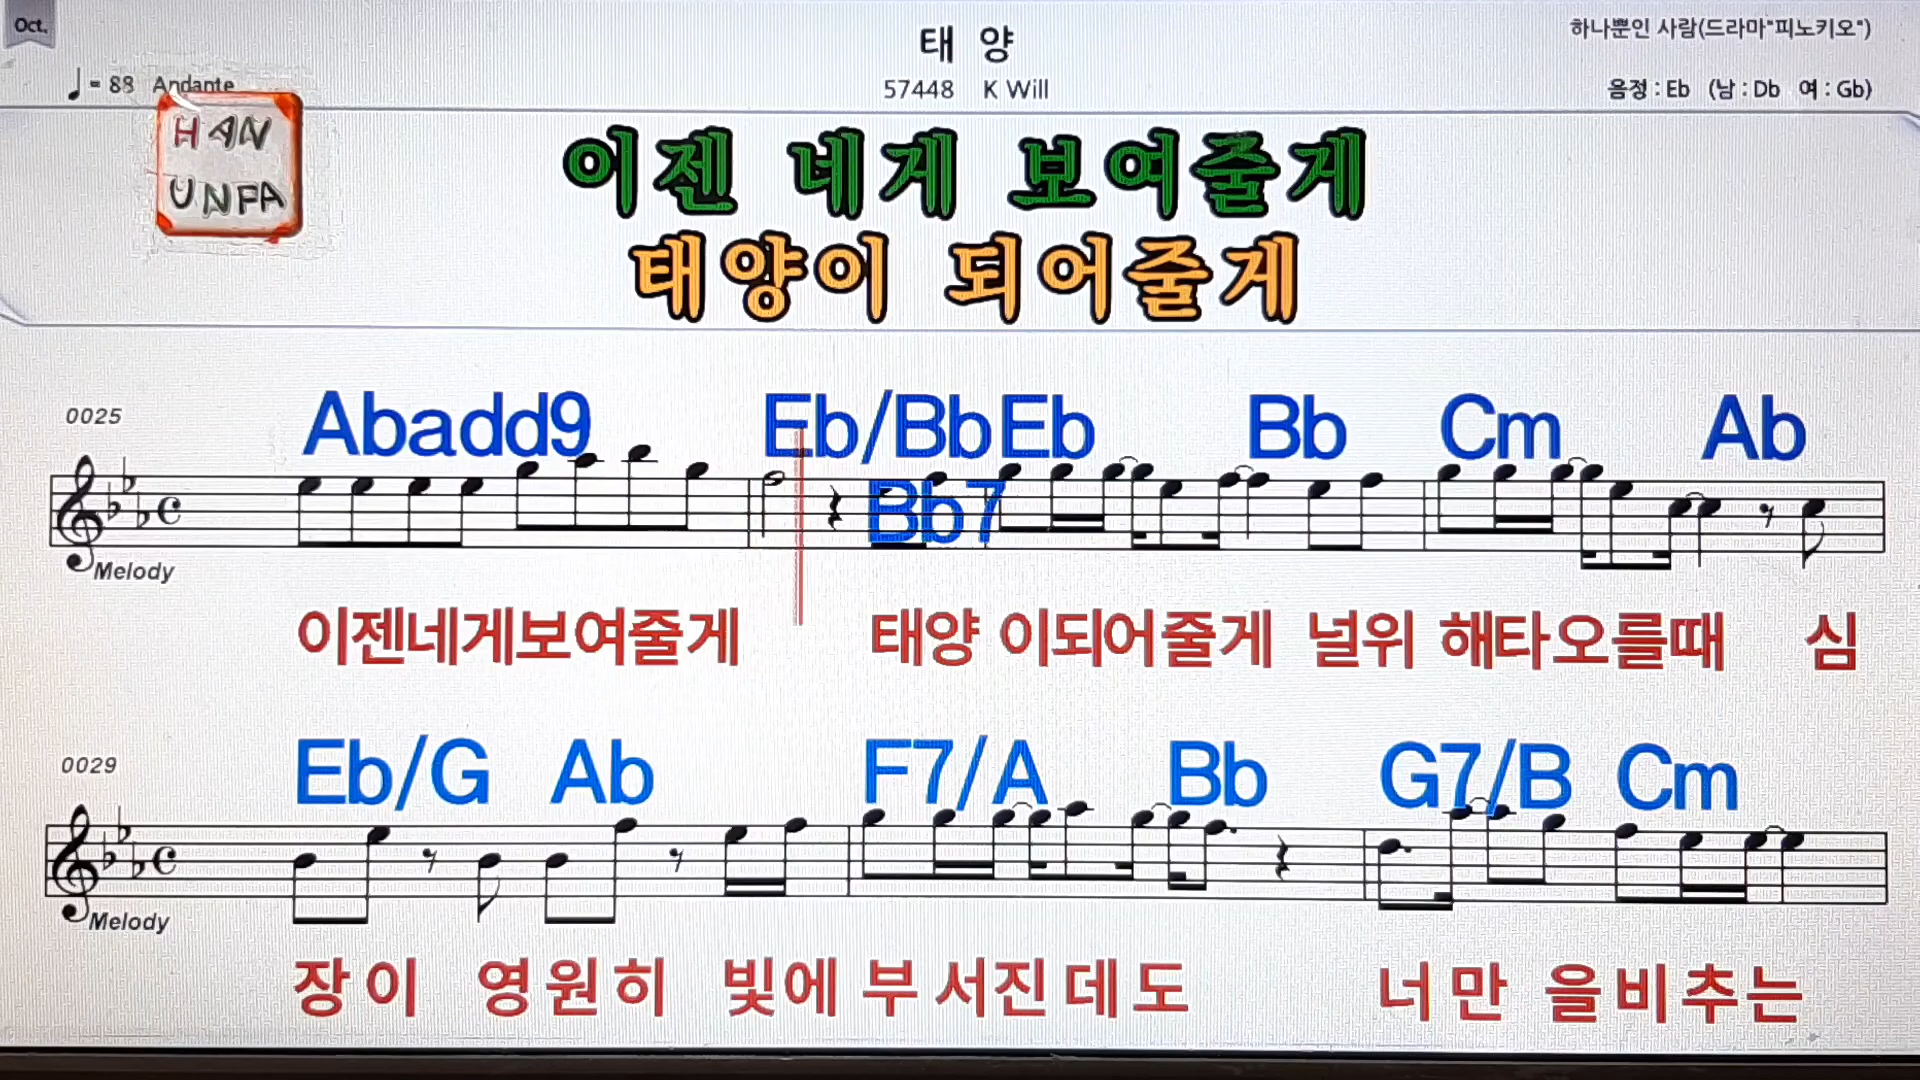 Oct.
태 양
하나뿐인 사랑(드라마"피노키오")
♩= 88 Andante
57448 K Will
음정 : Eb (남 : Db 여 : Gb)
HAN
UNFA
이젠 네게 보여줄게
태양이 되어줄게
0025
Abadd9 Eb/Bb Eb Bb Cm Ab
Bb7
Melody
이젠네게보여줄게 태양 이되어줄게 널위 해타오를때 심
0029
Eb/G Ab F7/A Bb G7/B Cm
Melody
장이 영원히 빛에 부서진데도 너만 을비추는